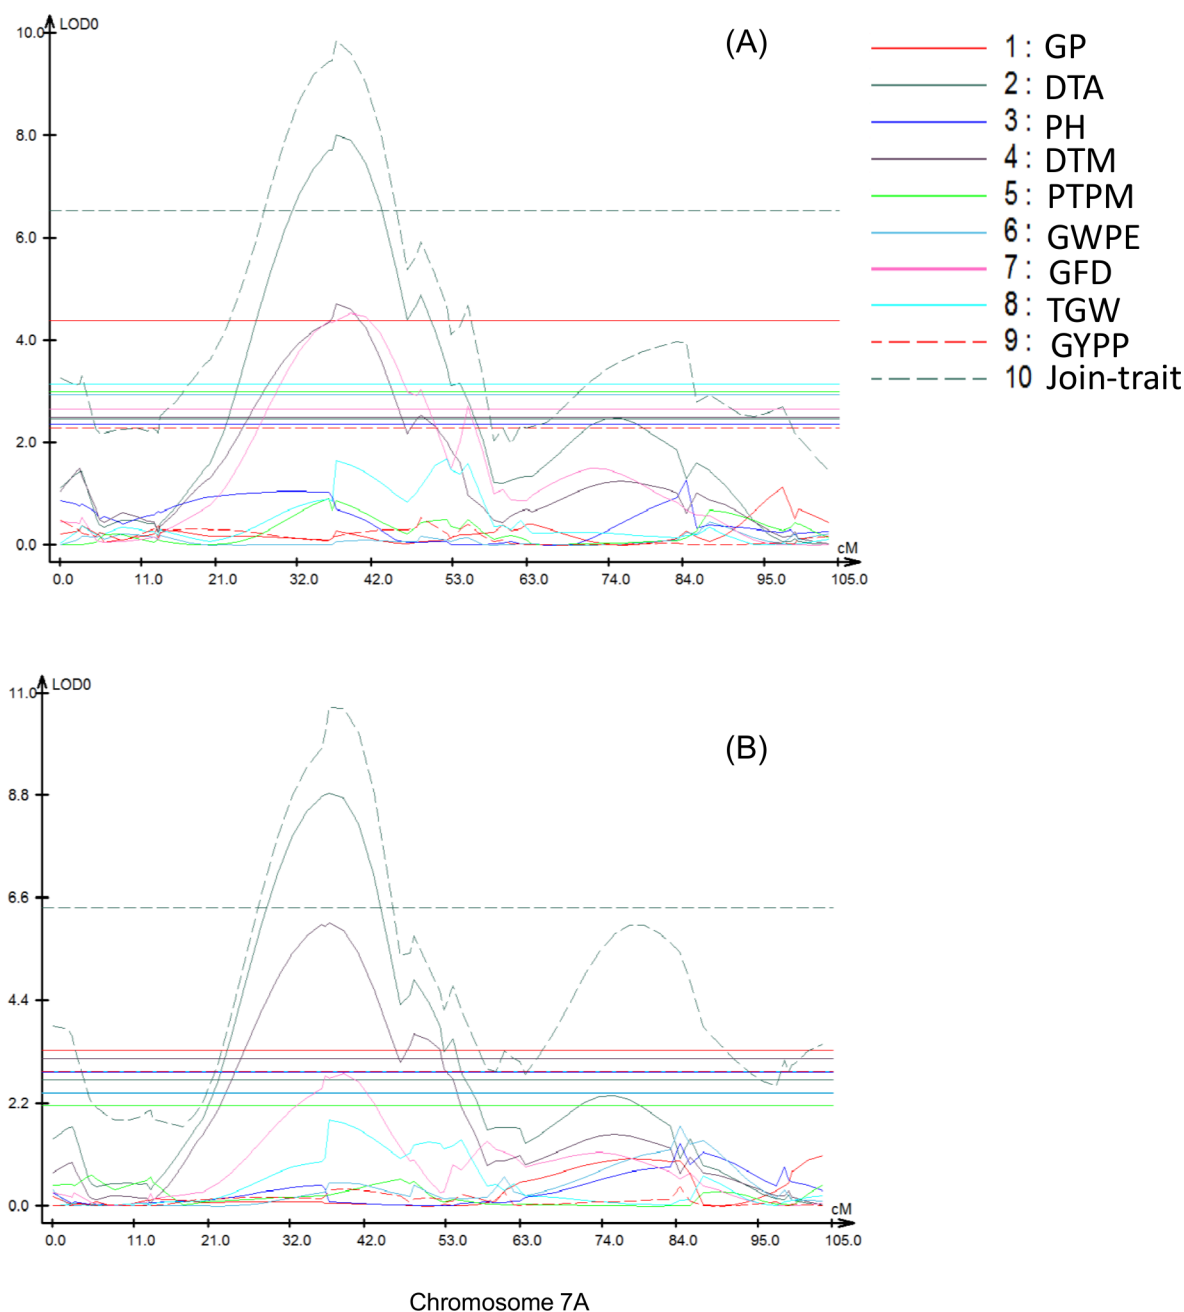 LOD0
(A)
10.0
8.0
6.0
4.0
2.0
0.0
cM
0.0 11.0 21.0 32.0 42.0 53.0 63.0 74.0 84.0 95.0 105.0
1 : GP
2 : DTA
3 : PH
4 : DTM
5 : PTPM
6 : GWPE
7 : GFD
8 : TGW
9 : GYPP
10 Join-trait
LOD0
(B)
11.0
8.8
6.6
4.4
2.2
0.0
cM
0.0 11.0 21.0 32.0 42.0 53.0 63.0 74.0 84.0 95.0 105.0
Chromosome 7A